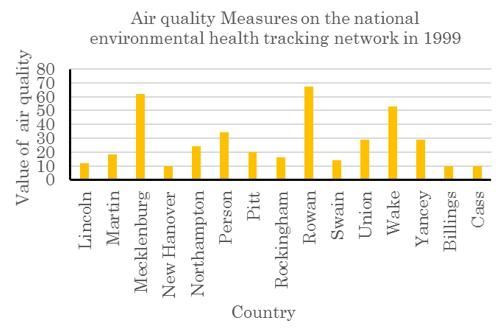 Air quality Measures on the national
environmental health tracking network in 1999
Value of air quality
80
70
60
50
40
30
20
10
0
Lincoln
Martin
Mecklenburg
New Hanover
Northampton
Person
Pitt
Rockingham
Rowan
Swain
Union
Wake
Yancey
Billings
Cass
Country